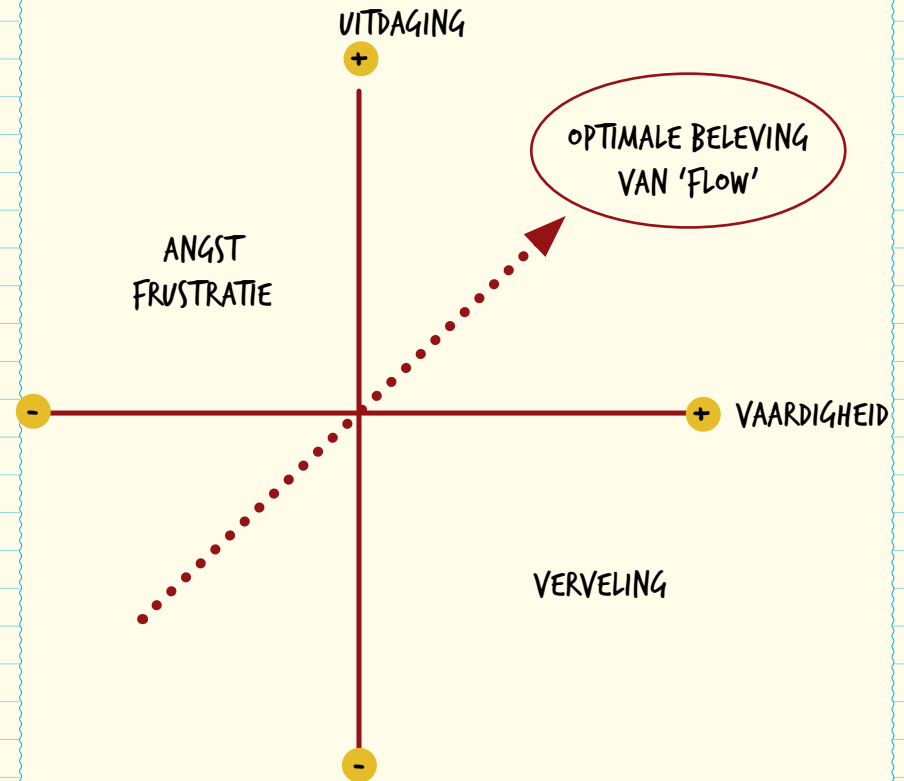 UITDAGING
+
OPTIMALE BELEVING
VAN ‘FLOW’
ANGST
FRUSTRATIE
-
+
VAARDIGHEID
VERVELING
-